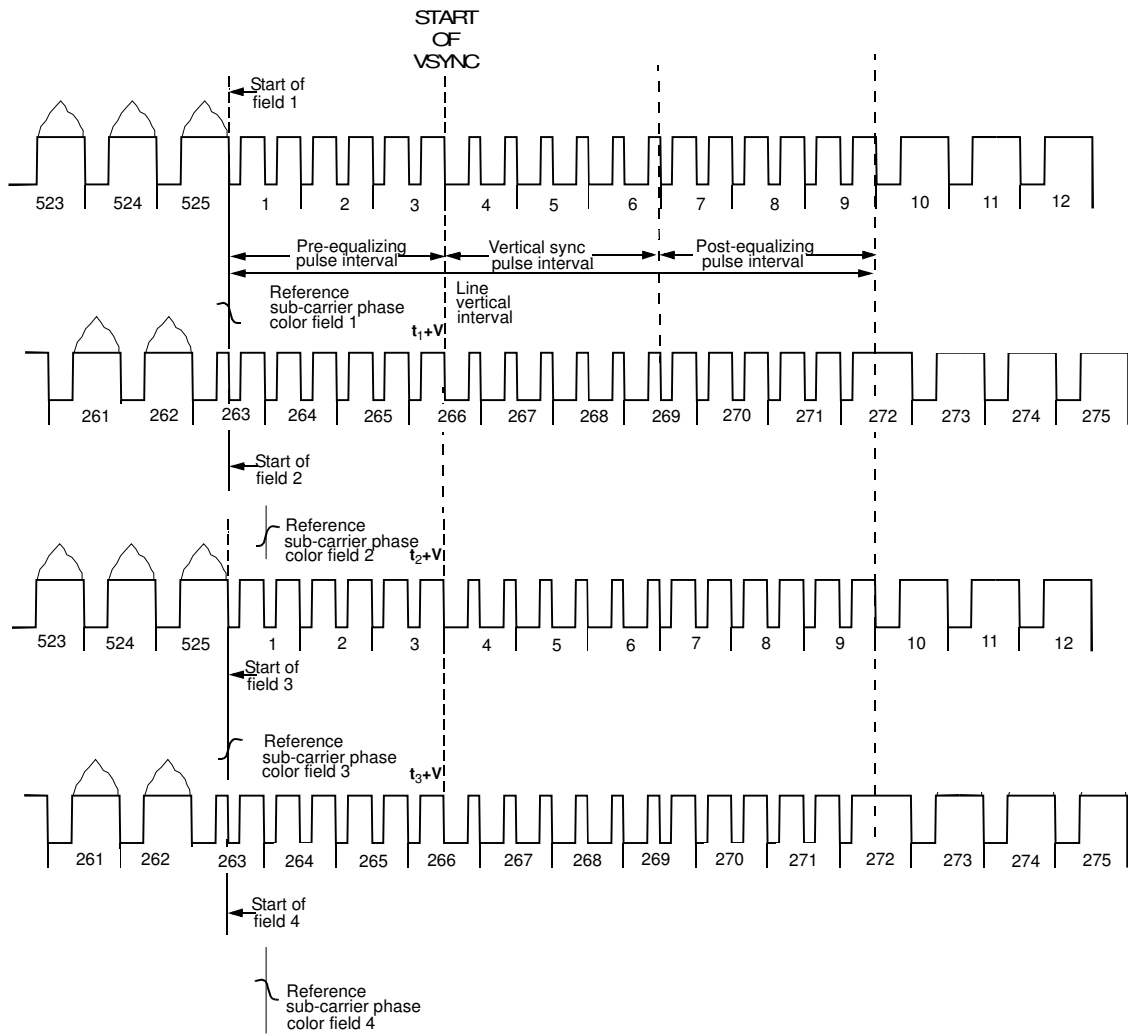 START
OF
VSYNC
Start of
field 1
523 524 525 1 2 3 4 5 6 7 8 9 10 11 12
Pre-equalizing
pulse interval
Vertical sync
pulse interval
Post-equalizing
pulse interval
Reference
sub-carrier phase
color field 1
Line
vertical
interval
t1+V
261 262 263 264 265 266 267 268 269 270 271 272 273 274 275
Start of
field 2
Reference
sub-carrier phase
color field 2
t2+V
523 524 525 1 2 3 4 5 6 7 8 9 10 11 12
Start of
field 3
Reference
sub-carrier phase
color field 3
t3+V
261 262 263 264 265 266 267 268 269 270 271 272 273 274 275
Start of
field 4
Reference
sub-carrier phase
color field 4